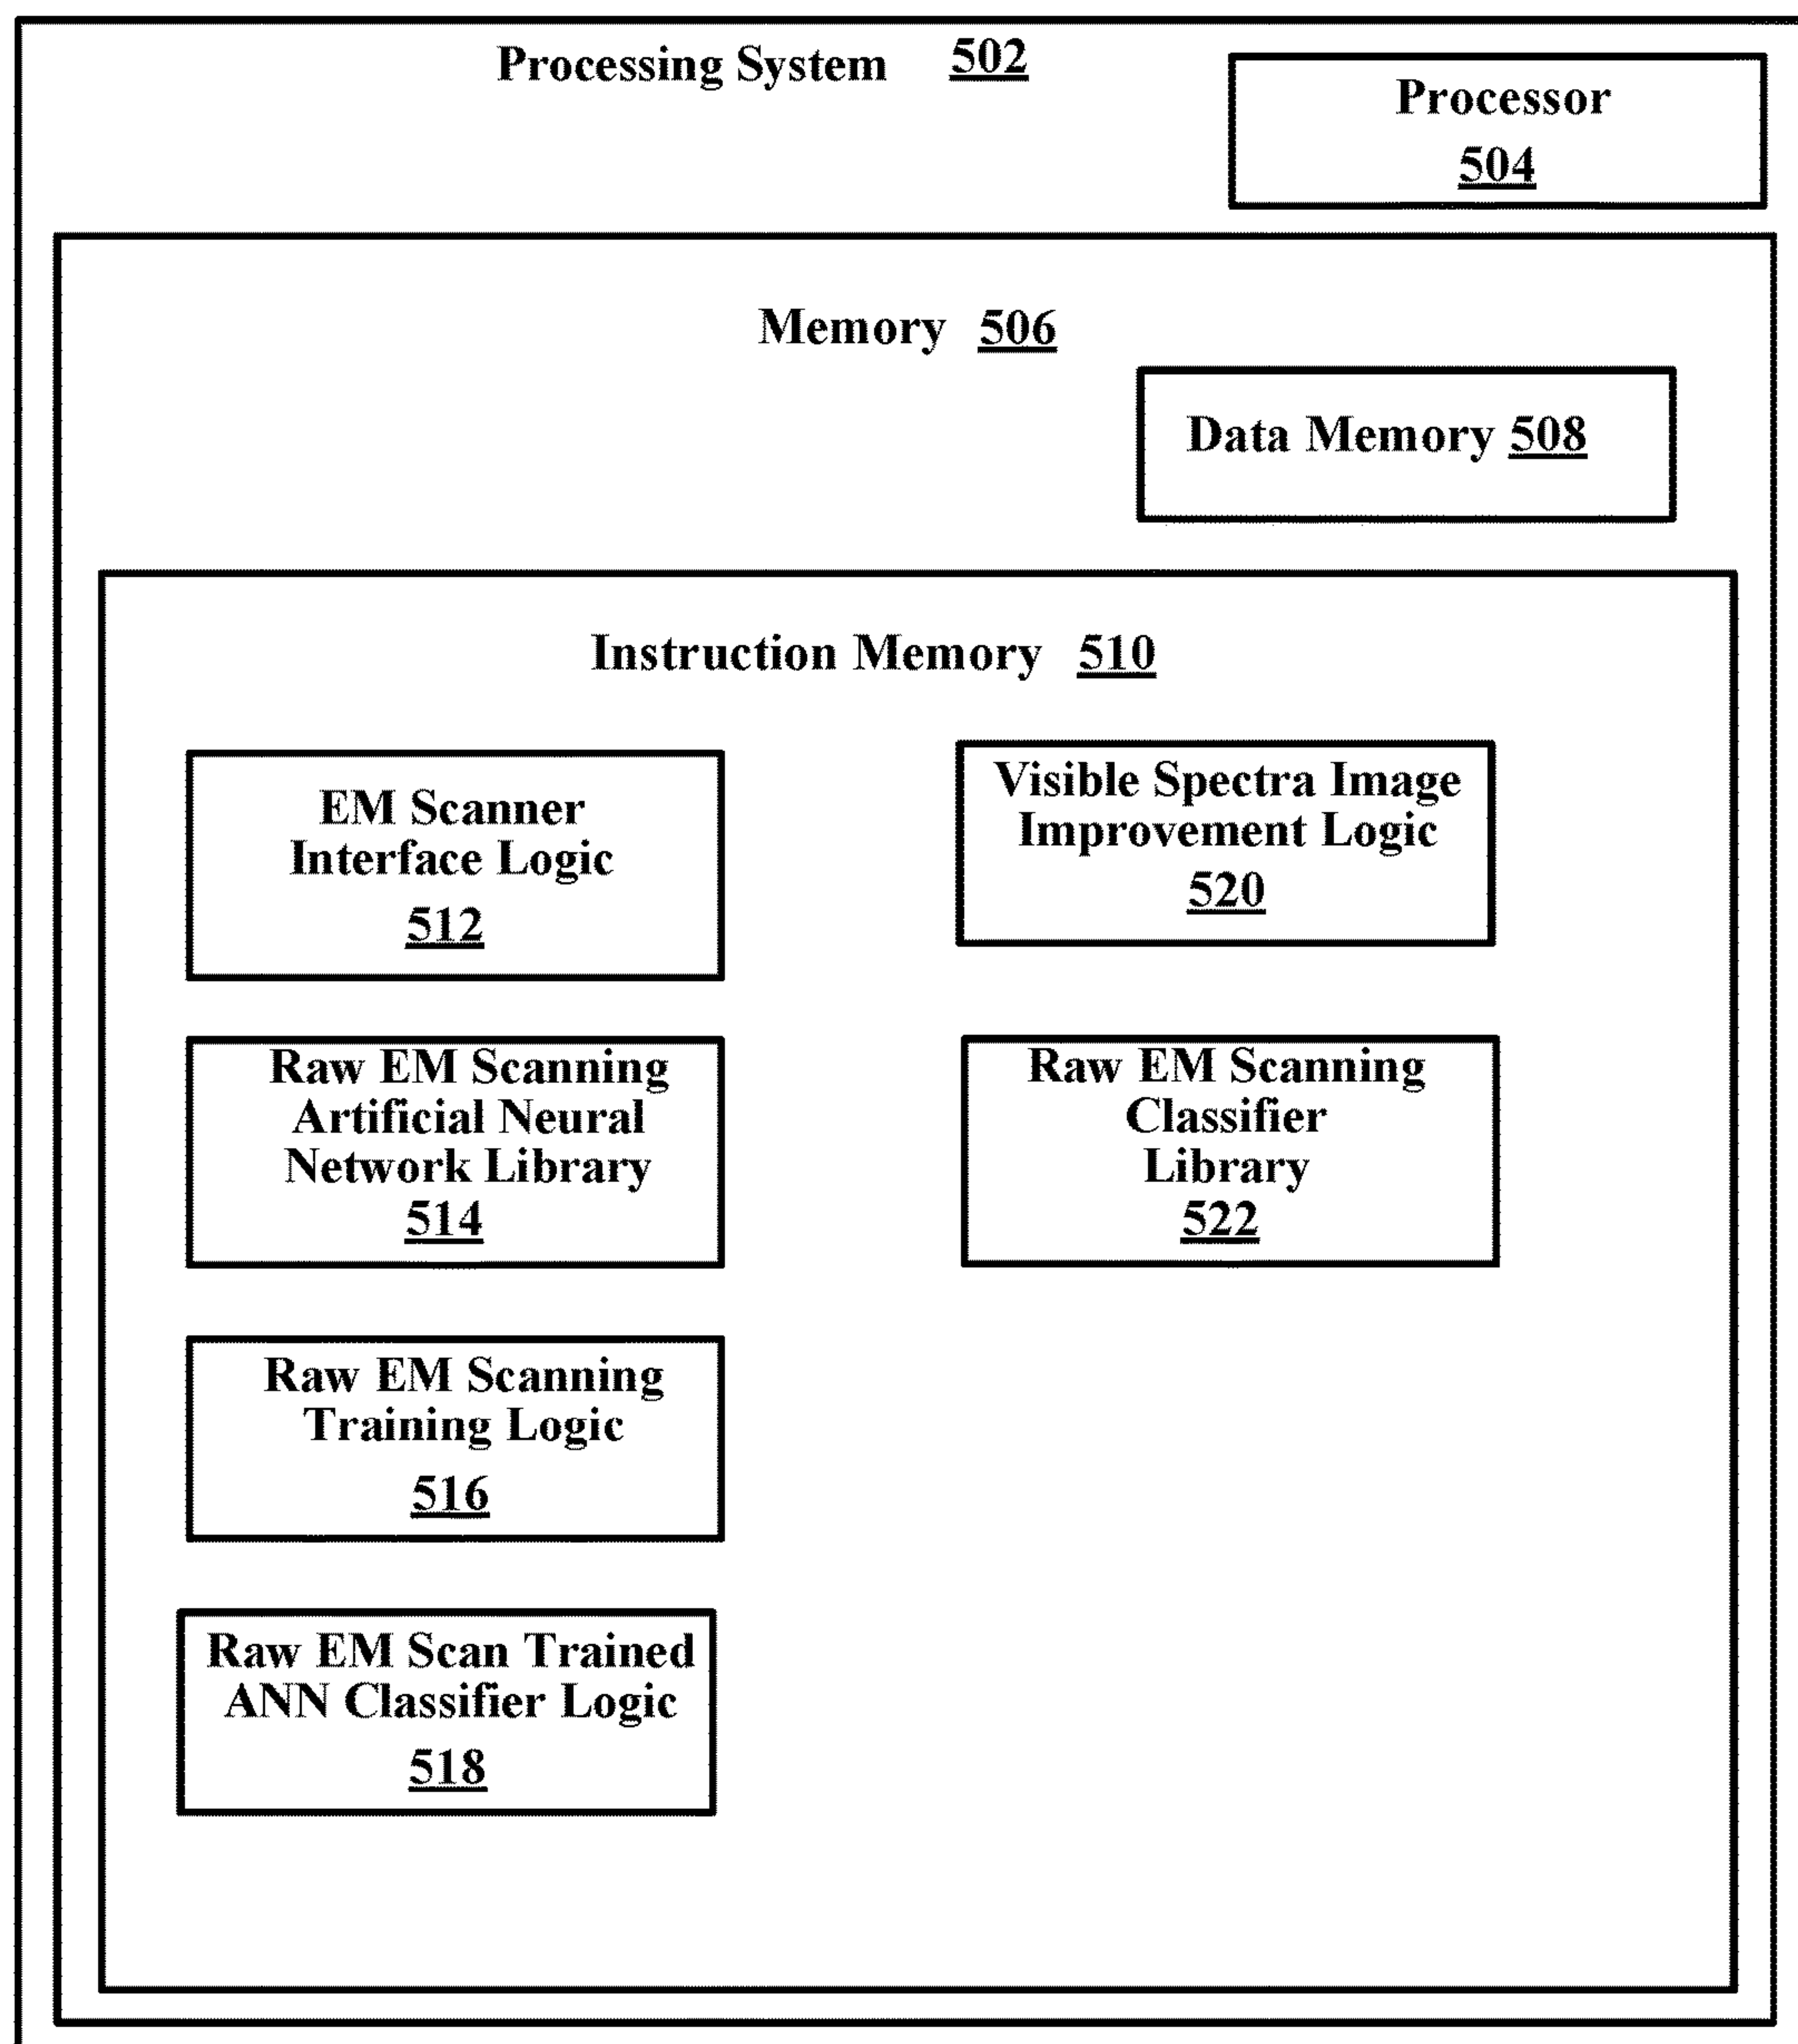 Processing System 502
Processor
504
Memory 506
Data Memory 508
Instruction Memory 510
EM Scanner
Interface Logic
512
Visible Spectra Image
Improvement Logic
520
Raw EM Scanning
Artificial Neural
Network Library
514
Raw EM Scanning
Classifier
Library
522
Raw EM Scanning
Training Logic
516
Raw EM Scan Trained
ANN Classifier Logic
518